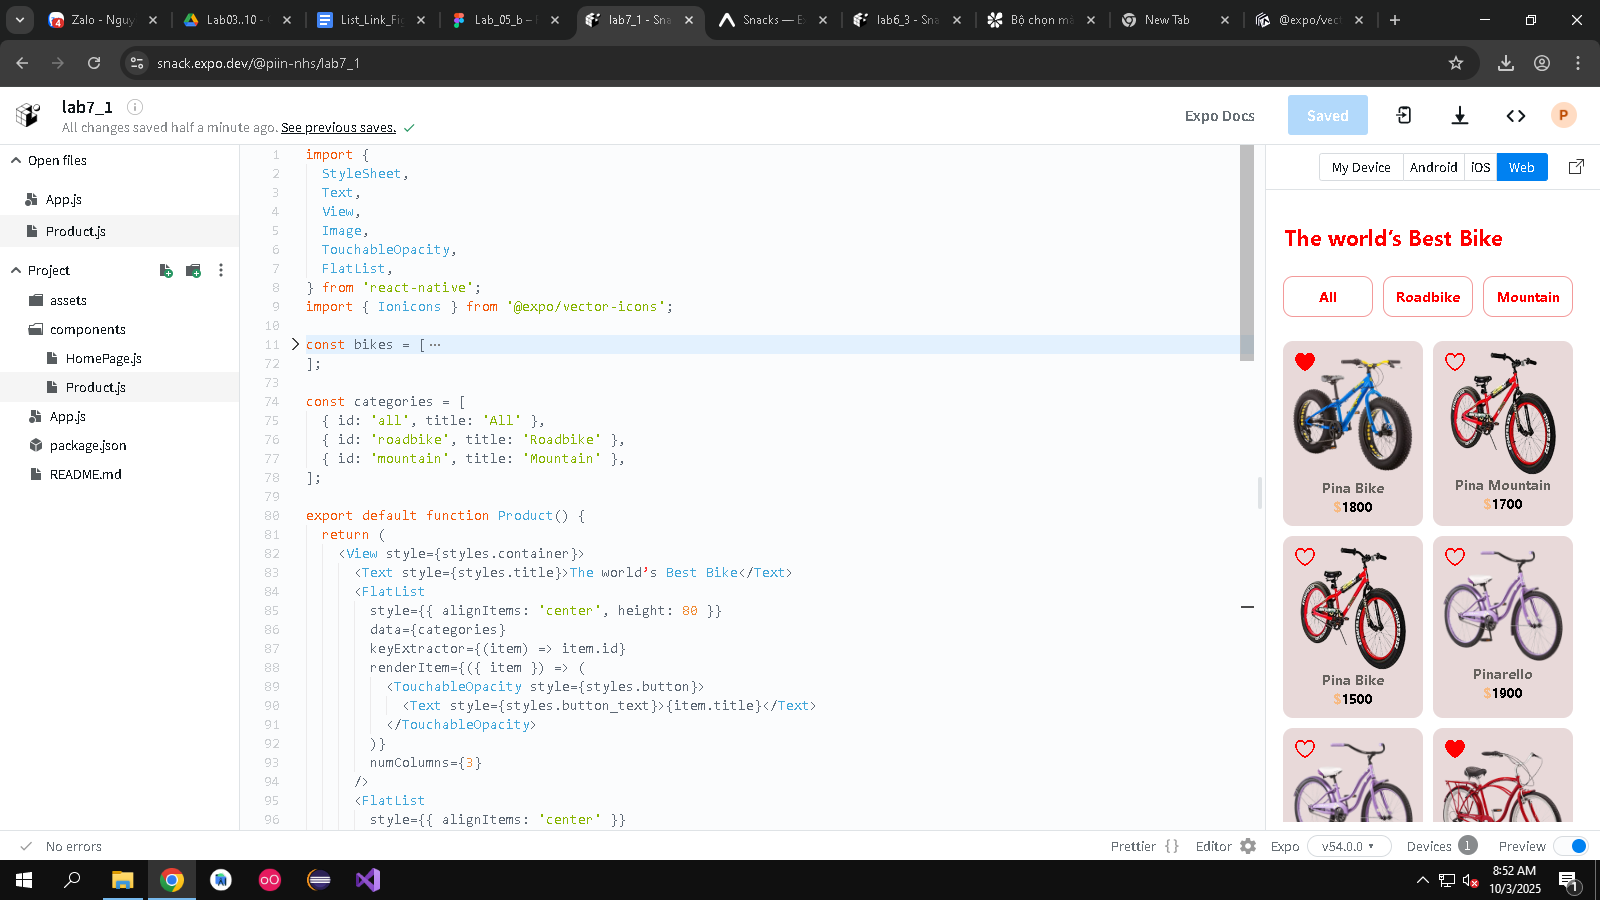 Zalo - Nguy
Lab03..10 -
List_Link_Fi
Lab_05_b –
lab7_1 - Sna
Snacks — E
lab6_3 - Sna
Bộ chọn mà
New Tab
@expo/vect
snack.expo.dev/@piin-nhs/lab7_1
lab7_1
All changes saved half a minute ago. See previous saves.
Expo Docs
Saved
P
Open files
App.js
Product.js
Project
assets
components
HomePage.js
Product.js
App.js
package.json
README.md
1 import {
2 StyleSheet,
3 Text,
4 View,
5 Image,
6 TouchableOpacity,
7 FlatList,
8 } from 'react-native';
9 import { Ionicons } from '@expo/vector-icons';
10
11 const bikes = [ ···
72 ];
73
74 const categories = [
75 { id: 'all', title: 'All' },
76 { id: 'roadbike', title: 'Roadbike' },
77 { id: 'mountain', title: 'Mountain' },
78 ];
79
80 export default function Product() {
81 return (
82 <View style={styles.container}>
83 <Text style={styles.title}>The world’s Best Bike</Text>
84 <FlatList
85 style={{ alignItems: 'center', height: 80 }}
86 data={categories}
87 keyExtractor={(item) => item.id}
88 renderItem={({ item }) => (
89 <TouchableOpacity style={styles.button}>
90 <Text style={styles.button_text}>{item.title}</Text>
91 </TouchableOpacity>
92 )}
93 numColumns={3}
94 />
95 <FlatList
96 style={{ alignItems: 'center' }}
My Device
Android
iOS
Web
The world’s Best Bike
All
Roadbike
Mountain
Pina Bike
$1800
Pina Mountain
$1700
Pina Bike
$1500
Pinarello
$1900
No errors
Prettier {}
Editor
Expo
v54.0.0
Devices 1
Preview
8:52 AM
10/3/2025
1